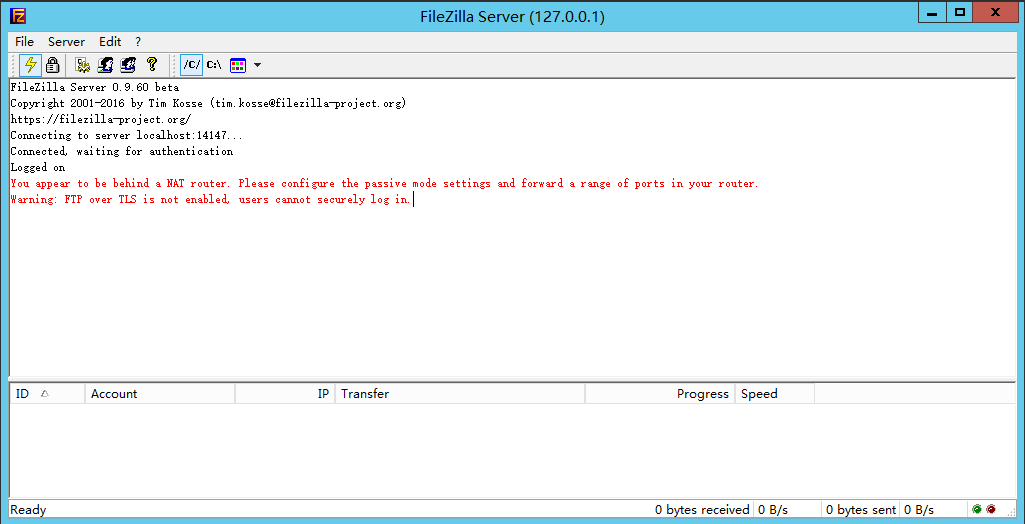 FileZilla Server (127.0.0.1)
File Server Edit ?
/C/ C:\
FileZilla Server 0.9.60 beta
Copyright 2001-2016 by Tim Kosse (tim.kosse@filezilla-project.org)
https://filezilla-project.org/
Connecting to server localhost:14147...
Connected, waiting for authentication
Logged on
You appear to be behind a NAT router. Please configure the passive mode settings and forward a range of ports in your router.
Warning: FTP over TLS is not enabled, users cannot securely log in.
ID Account IP Transfer Progress Speed
Ready 0 bytes received 0 B/s 0 bytes sent 0 B/s